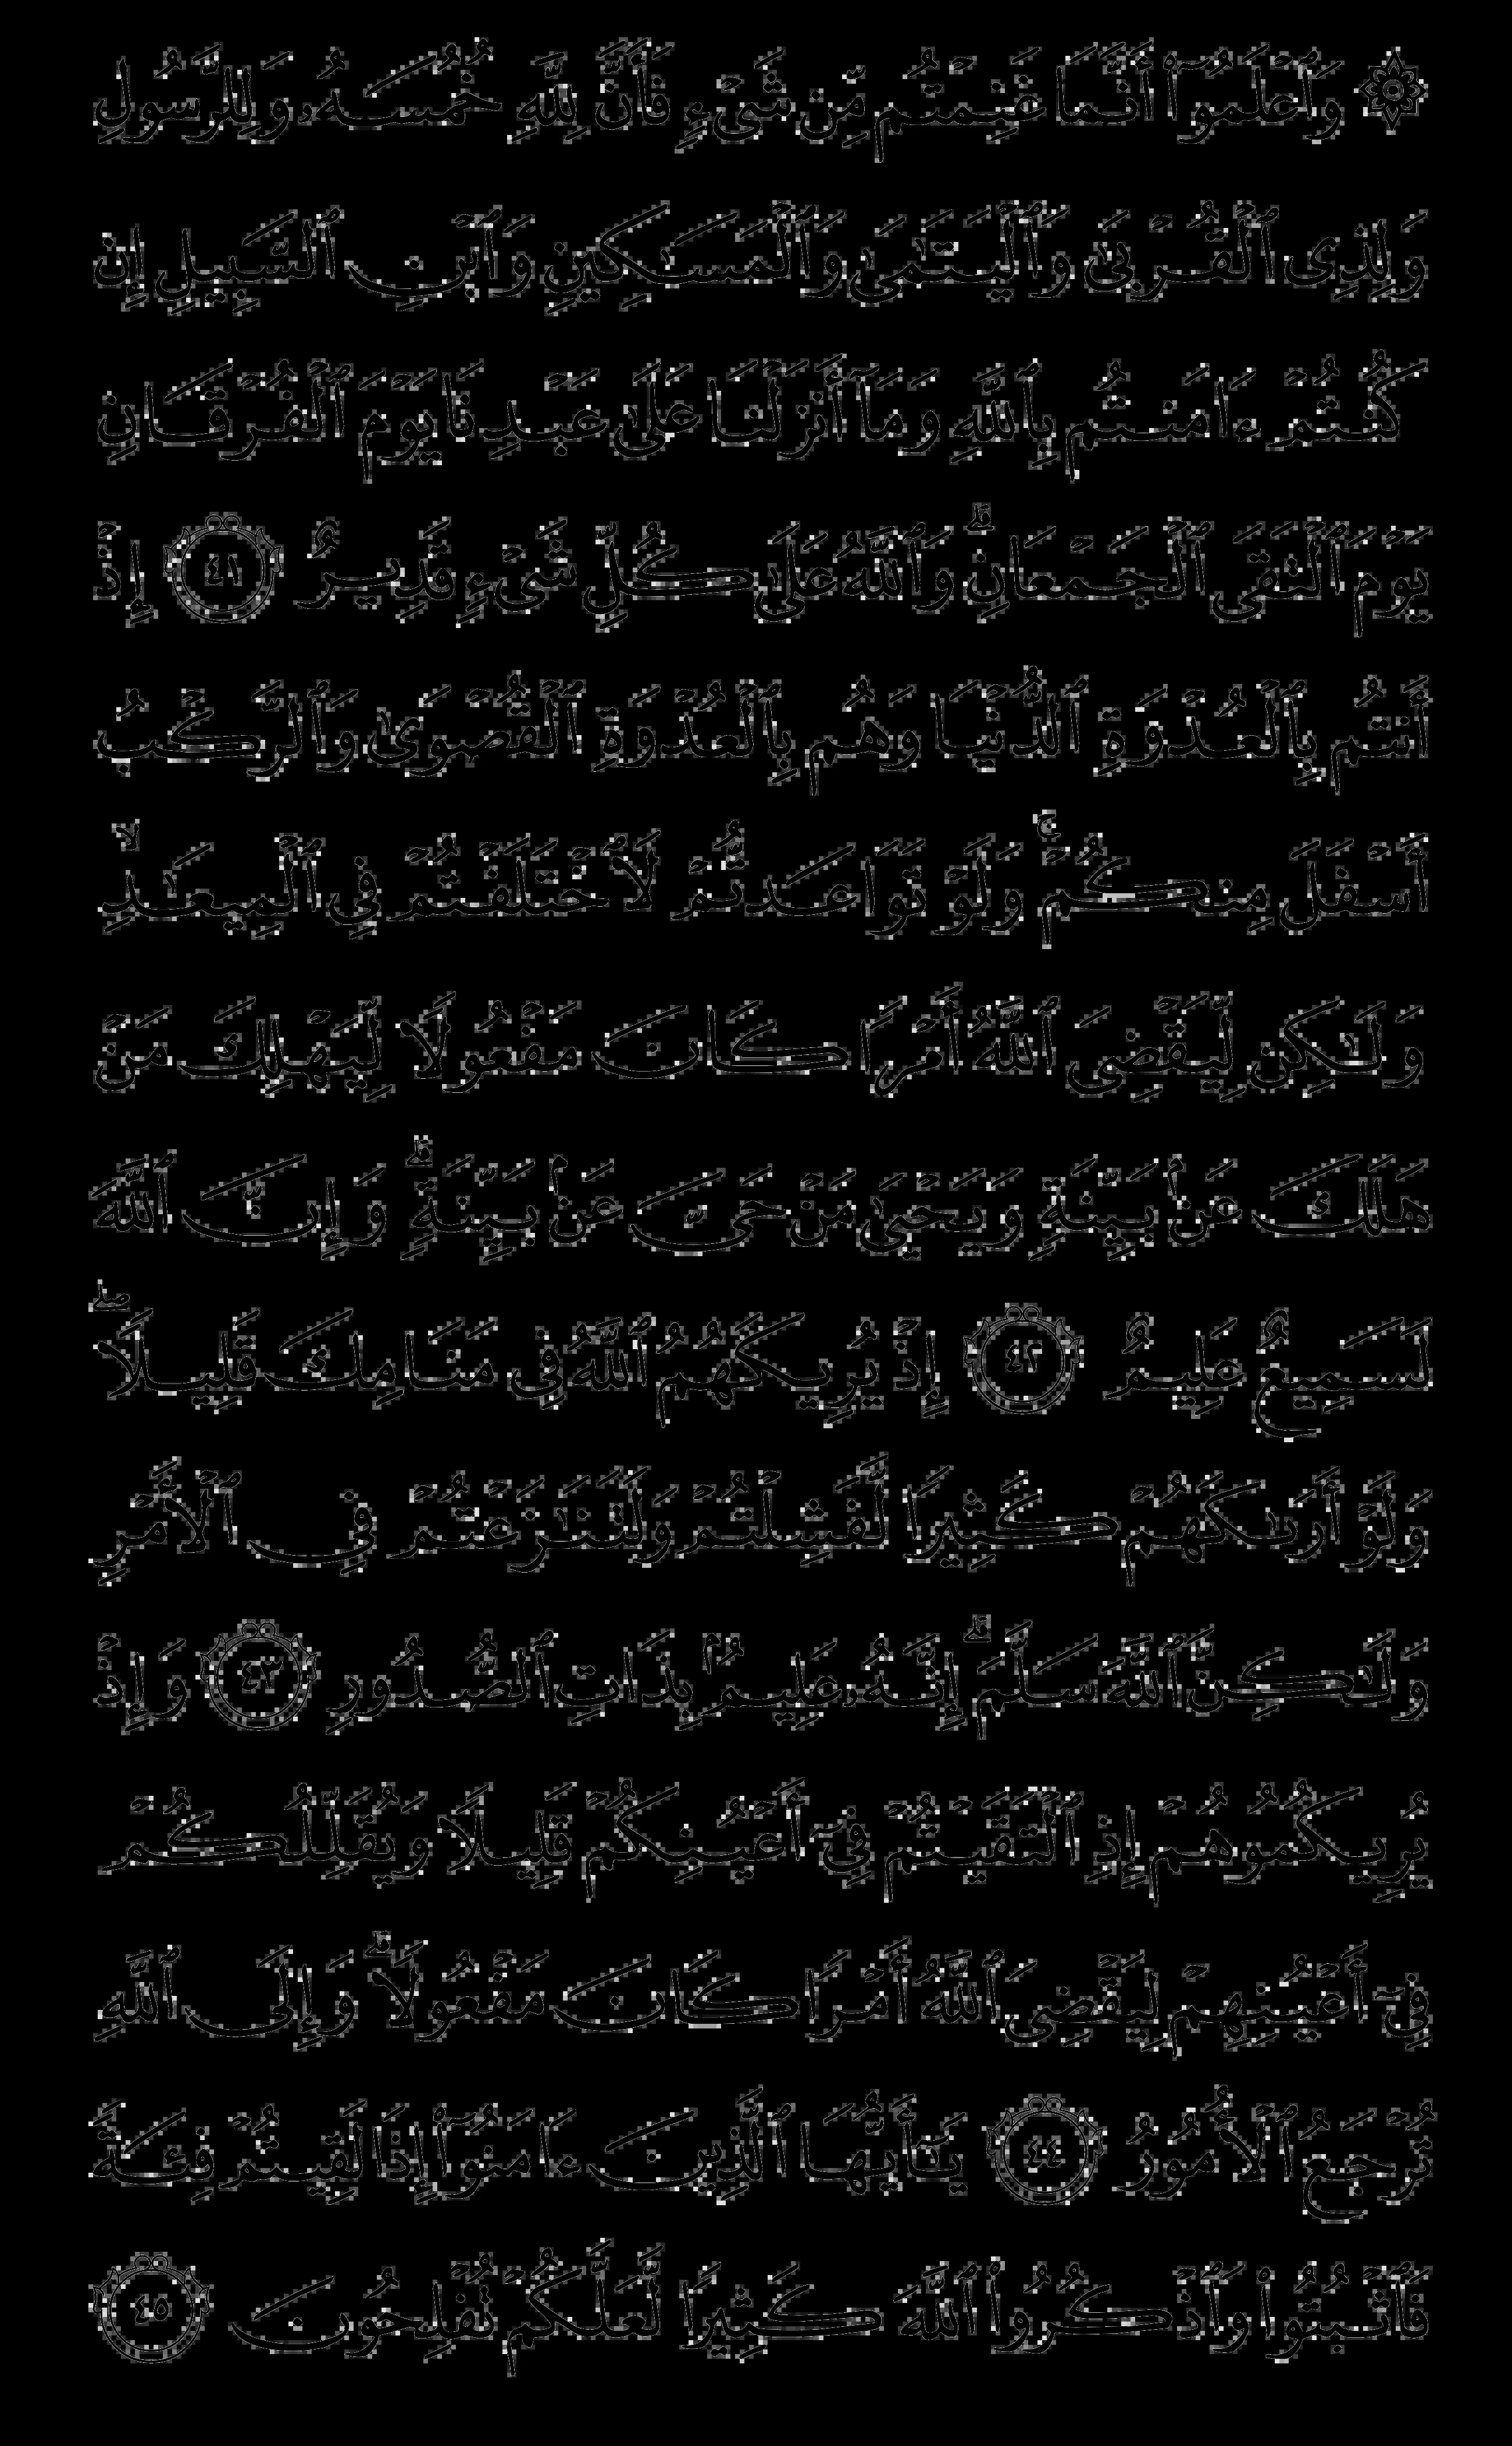 ۞ وَٱعْلَمُوٓا۟ أَنَّمَا غَنِمْتُم مِّن شَىْءٍ فَأَنَّ لِلَّهِ خُمُسَهُۥ وَلِلرَّسُولِ
وَلِذِى ٱلْقُرْبَىٰ وَٱلْيَتَـٰمَىٰ وَٱلْمَسَـٰكِينِ وَٱبْنِ ٱلسَّبِيلِ إِن
كُنتُمْ ءَامَنتُم بِٱللَّهِ وَمَآ أَنزَلْنَا عَلَىٰ عَبْدِنَا يَوْمَ ٱلْفُرْقَانِ
يَوْمَ ٱلْتَقَى ٱلْجَمْعَانِ ۗ وَٱللَّهُ عَلَىٰ كُلِّ شَىْءٍ قَدِيرٌ ٤١ إِذْ
أَنتُم بِٱلْعُدْوَةِ ٱلدُّنْيَا وَهُم بِٱلْعُدْوَةِ ٱلْقُصْوَىٰ وَٱلرَّكْبُ
أَسْفَلَ مِنكُمْ ۚ وَلَوْ تَوَاعَدتُّمْ لَٱخْتَلَفْتُمْ فِى ٱلْمِيعَـٰدِ ۙ
وَلَـٰكِن لِّيَقْضِىَ ٱللَّهُ أَمْرًا كَانَ مَفْعُولًا لِّيَهْلِكَ مَنْ
هَلَكَ عَنۢ بَيِّنَةٍ وَيَحْيَىٰ مَنْ حَىَّ عَنۢ بَيِّنَةٍ ۗ وَإِنَّ ٱللَّهَ
لَسَمِيعٌ عَلِيمٌ ٤٢ إِذْ يُرِيكَهُمُ ٱللَّهُ فِى مَنَامِكَ قَلِيلًا ۖ
وَلَوْ أَرَىٰكَهُمْ كَثِيرًا لَّفَشِلْتُمْ وَلَتَنَـٰزَعْتُمْ فِى ٱلْأَمْرِ
وَلَـٰكِنَّ ٱللَّهَ سَلَّمَ ۗ إِنَّهُۥ عَلِيمٌۢ بِذَاتِ ٱلصُّدُورِ ٤٣ وَإِذْ
يُرِيكُمُوهُمْ إِذِ ٱلْتَقَيْتُمْ فِىٓ أَعْيُنِكُمْ قَلِيلًا وَيُقَلِّلُكُمْ
فِىٓ أَعْيُنِهِمْ لِيَقْضِىَ ٱللَّهُ أَمْرًا كَانَ مَفْعُولًا ۗ وَإِلَى ٱللَّهِ
تُرْجَعُ ٱلْأُمُورُ ٤٤ يَـٰٓأَيُّهَا ٱلَّذِينَ ءَامَنُوٓا۟ إِذَا لَقِيتُمْ فِئَةً
فَٱثْبُتُوا۟ وَٱذْكُرُوا۟ ٱللَّهَ كَثِيرًا لَّعَلَّكُمْ تُفْلِحُونَ ٤٥